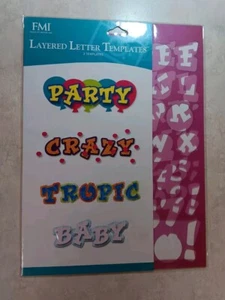 FMI
LAYERED LETTER TEMPLATES
PARTY
CRAZY
TROPIC
BABY
E F
K L
R
W X
!